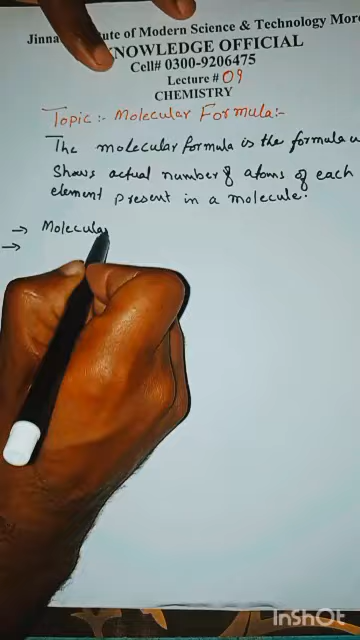 Jinna ute of Modern Science & Technology More
KNOWLEDGE OFFICIAL
Cell# 0300-9206475
Lecture # 09
CHEMISTRY
Topic :- Molecular Formula:-
The molecular formula is the formula w
Shows actual number of atoms of each
element present in a molecule.
→ Molecular
→
InShOt